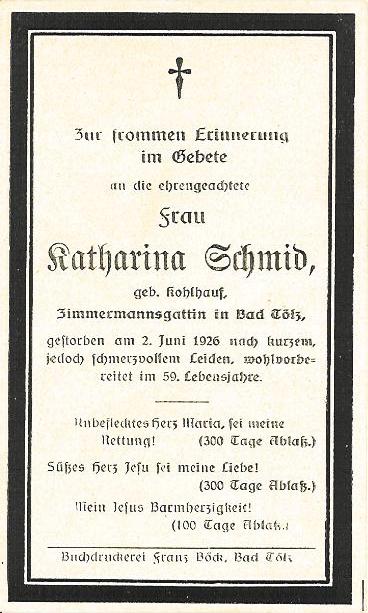 Zur frommen Erinnerung
im Gebete
an die ehrengeachtete
Frau
Katharina Schmid,
geb. Kohlhauf,
Zimmermannsgattin in Bad Tölz,
gestorben am 2. Juni 1926 nach kurzem,
jedoch schmerzvollem Leiden, wohlvorbe-
reitet im 59. Lebensjahre.
Unbeflecktes Herz Maria, sei meine
Rettung! (300 Tage Ablaß.)
Süßes Herz Jesu sei meine Liebe!
(300 Tage Ablaß.)
Mein Jesus Barmherzigkeit!
(100 Tage Ablaß.)
Buchdruckerei Franz Böck, Bad Tölz